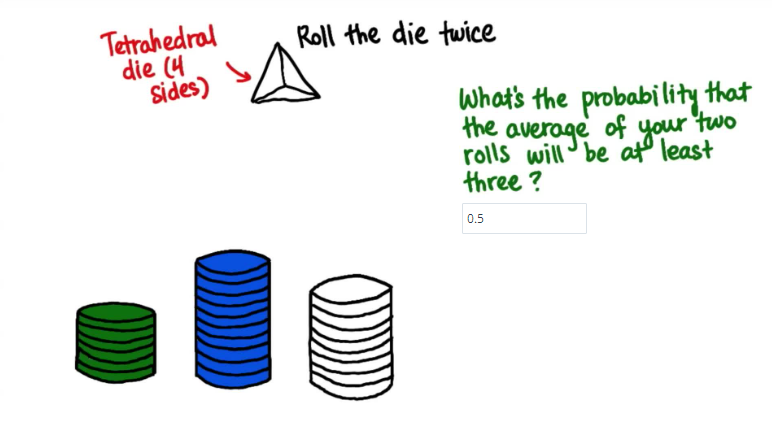 Tetrahedral
die (4
sides)
Roll the die twice
What's the probability that
the average of your two
rolls will be at least
three?
0.5